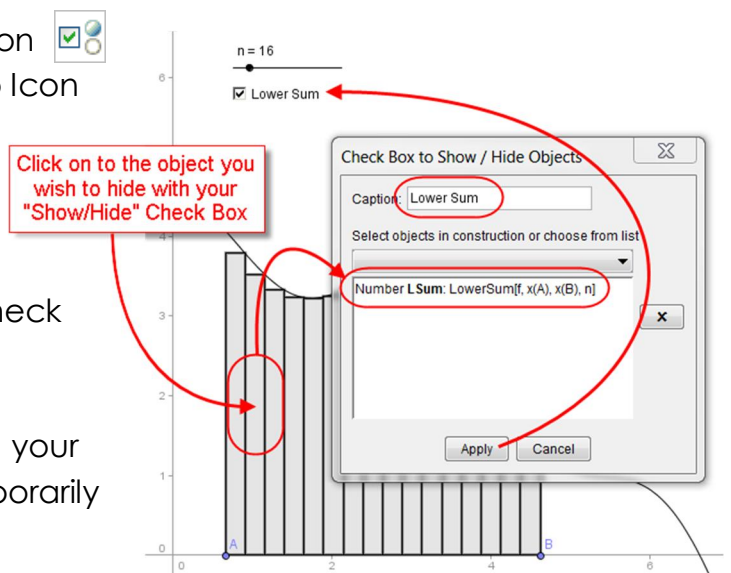 on
Icon
n = 16
Lower Sum
Click on to the object you
wish to hide with your
"Show/Hide" Check Box
heck
your
porarily
Check Box to Show / Hide Objects
Caption: Lower Sum
Select objects in construction or choose from list
Number LSum: LowerSum[f, x(A), x(B), n]
x
Apply Cancel
6
4
3
2
1
0
A
B
0 2 4 6